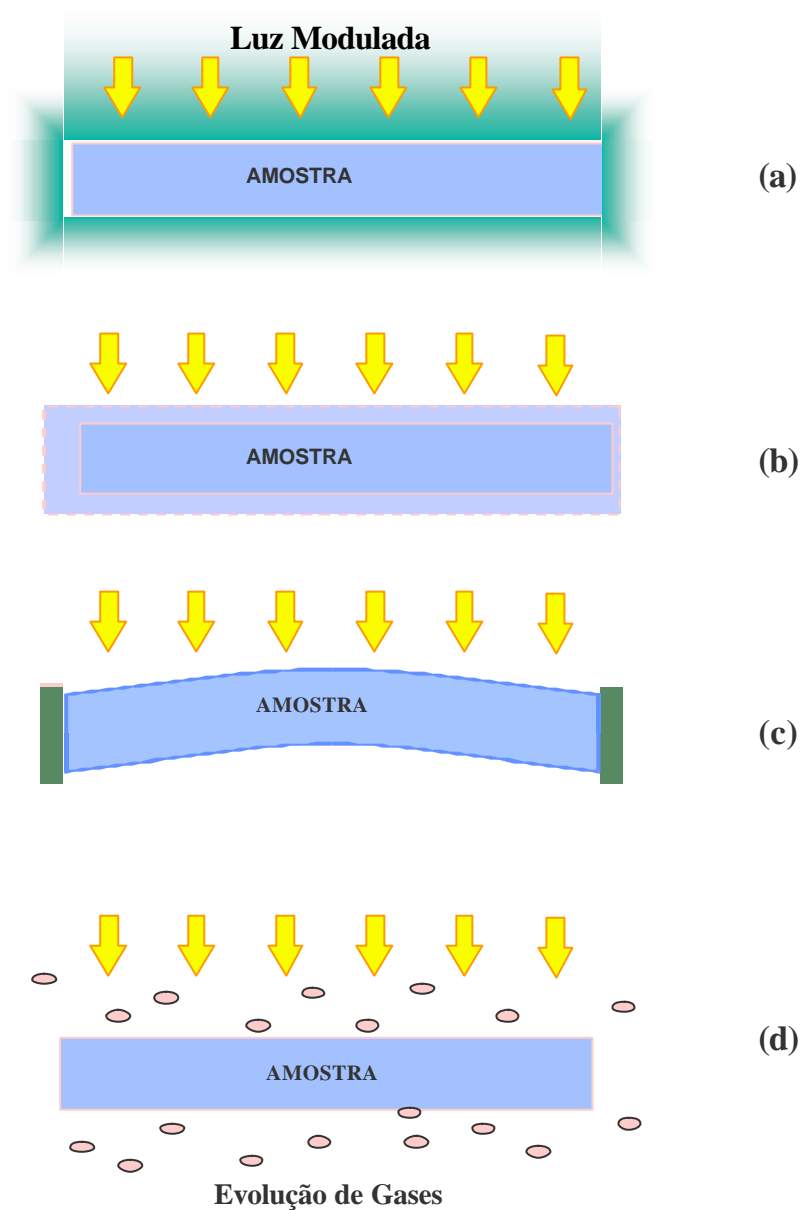 Luz Modulada
AMOSTRA
(a)
AMOSTRA
(b)
AMOSTRA
(c)
AMOSTRA
(d)
Evolução de Gases